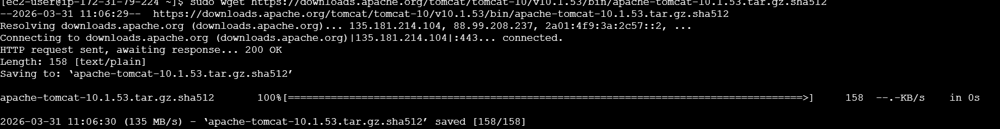 [ec2-user@ip-172-31-79-224 ~]$ sudo wget https://downloads.apache.org/tomcat/tomcat-10/v10.1.53/bin/apache-tomcat-10.1.53.tar.gz.sha512
--2026-03-31 11:06:29--  https://downloads.apache.org/tomcat/tomcat-10/v10.1.53/bin/apache-tomcat-10.1.53.tar.gz.sha512
Resolving downloads.apache.org (downloads.apache.org)... 135.181.214.104, 88.99.208.237, 2a01:4f9:3a:2c57::2, ...
Connecting to downloads.apache.org (downloads.apache.org)|135.181.214.104|:443... connected.
HTTP request sent, awaiting response... 200 OK
Length: 158 [text/plain]
Saving to: ‘apache-tomcat-10.1.53.tar.gz.sha512’
apache-tomcat-10.1.53.tar.gz.sha512       100%[====================================================================================>]     158  --.-KB/s    in 0s
2026-03-31 11:06:30 (135 MB/s) - ‘apache-tomcat-10.1.53.tar.gz.sha512’ saved [158/158]